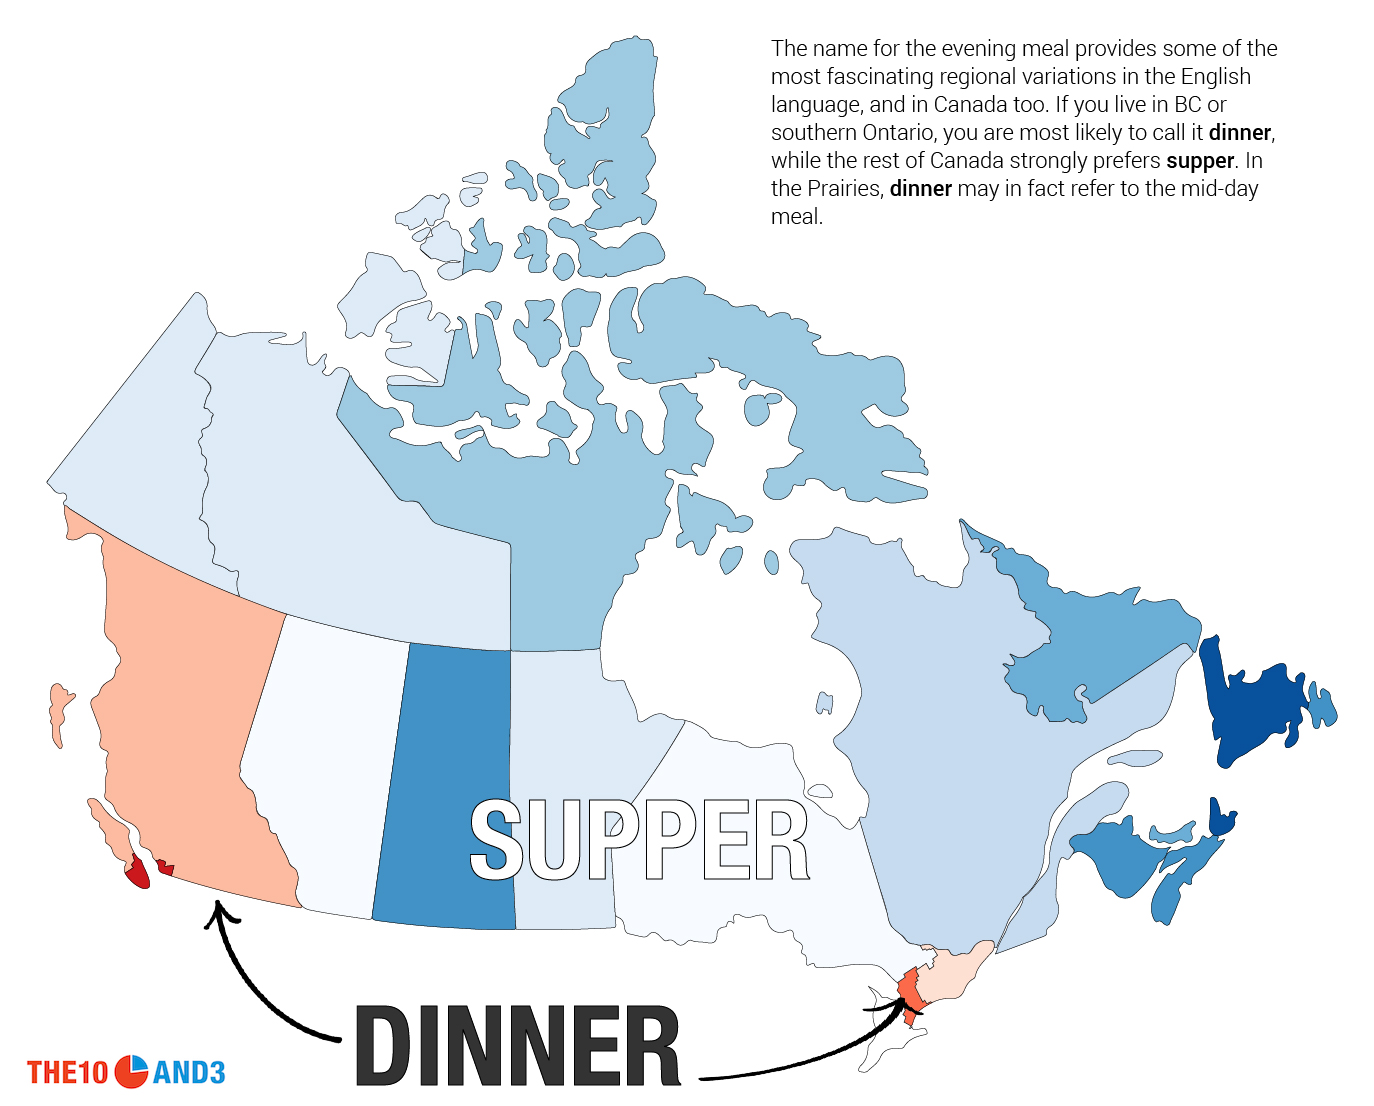 The name for the evening meal provides some of the
most fascinating regional variations in the English
language, and in Canada too. If you live in BC or
southern Ontario, you are most likely to call it dinner,
while the rest of Canada strongly prefers supper. In
the Prairies, dinner may in fact refer to the mid-day
meal.
SUPPER
DINNER
THE10 AND3